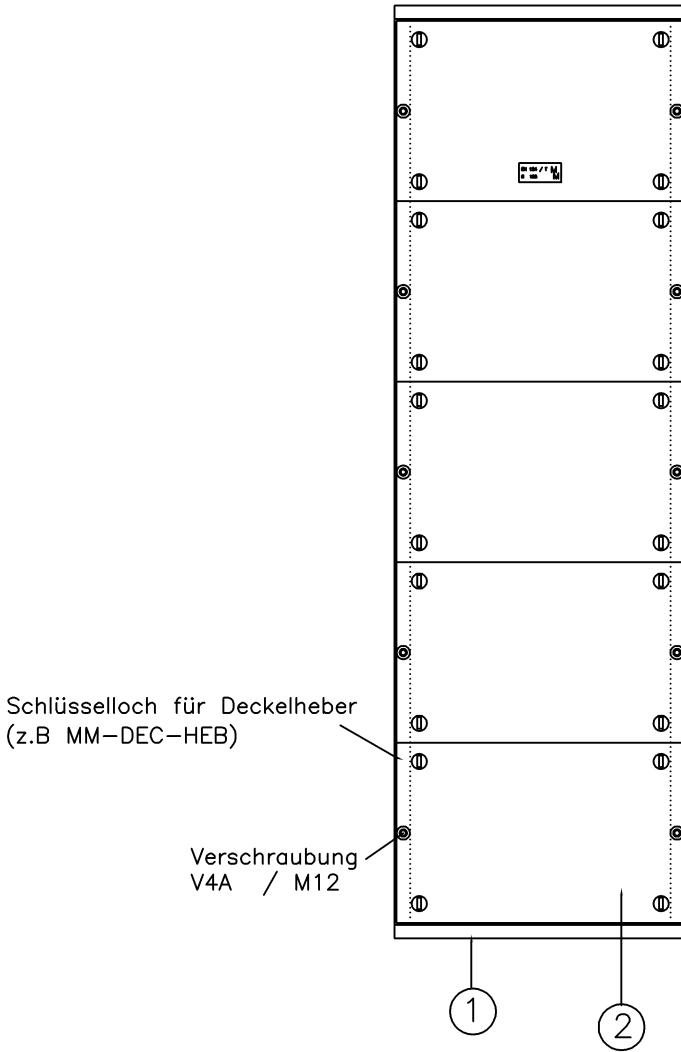 Schlüsselloch für Deckelheber
(z.B MM-DEC-HEB)
Verschraubung
V4A / M12
1
2